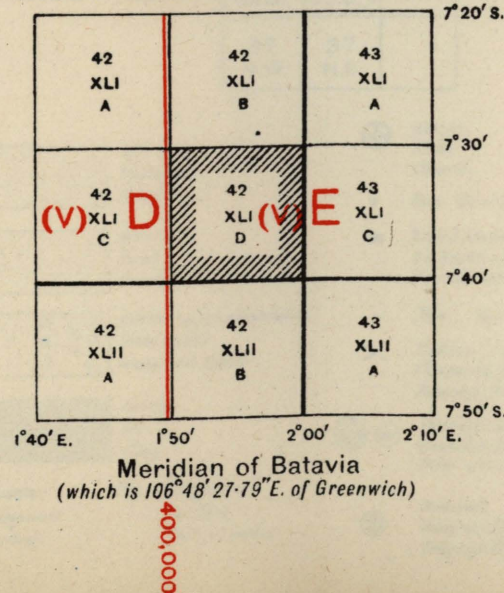 7°20' S.
42 42 43
XLI XLI XLI
A B A
7°30'
42 42 43
(V) XLI D XLI (V) E XLI
C D C
7°40'
42 42 43
XLII XLII XLII
A B A
7°50' S.
1°40' E. 1°50' 2°00' 2°10' E.
Meridian of Batavia
(which is 106°48' 27·79"E. of Greenwich)
400,000